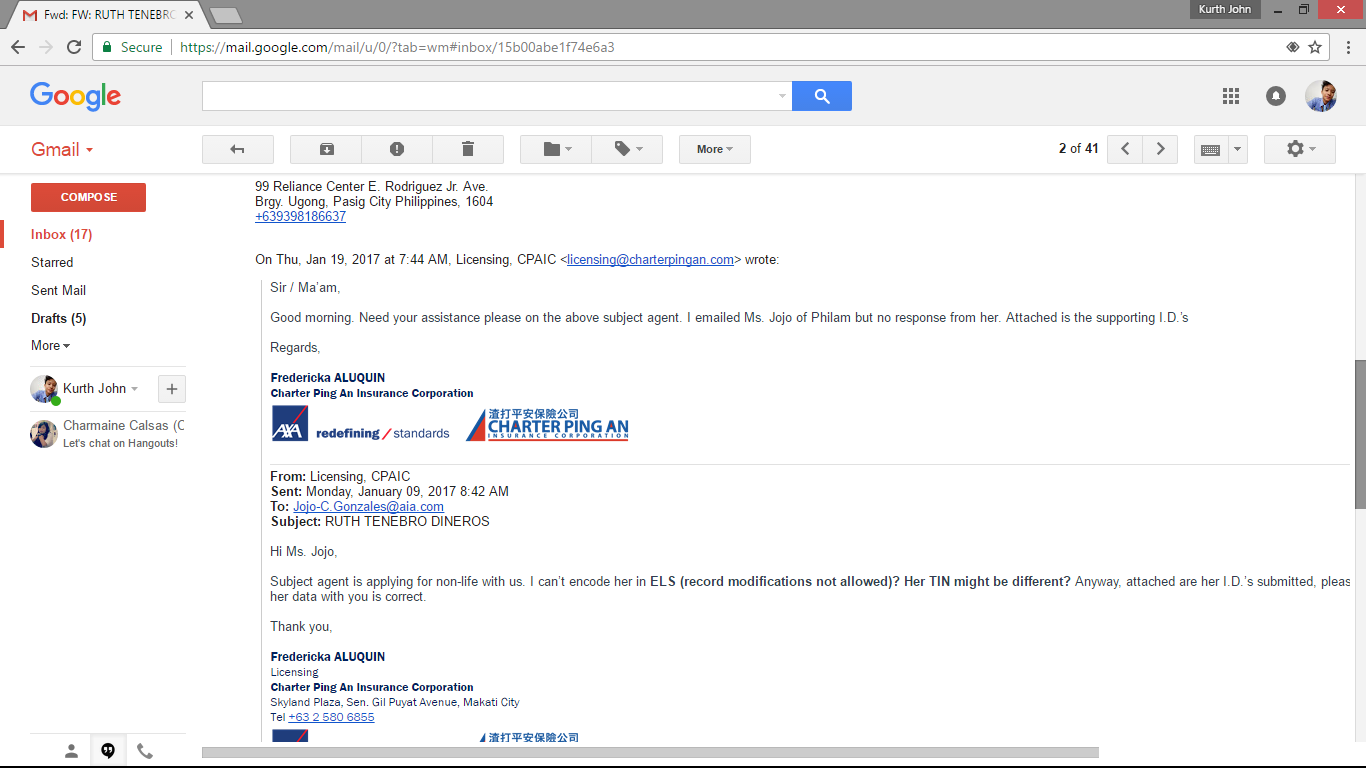 Fwd: FW: RUTH TENEBRO
Kurth John
Secure https://mail.google.com/mail/u/0/?tab=wm#inbox/15b00abe1f74e6a3
Google
Gmail
More
2 of 41
COMPOSE
Inbox (17)
Starred
Sent Mail
Drafts (5)
More
Kurth John
Charmaine Calsas (C
Let's chat on Hangouts!
99 Reliance Center E. Rodriguez Jr. Ave.
Brgy. Ugong, Pasig City Philippines, 1604
+639398186637
On Thu, Jan 19, 2017 at 7:44 AM, Licensing, CPAIC <licensing@charterpingan.com> wrote:
Sir / Ma'am,
Good morning. Need your assistance please on the above subject agent. I emailed Ms. Jojo of Philam but no response from her. Attached is the supporting I.D.'s
Regards,
Fredericka ALUQUIN
Charter Ping An Insurance Corporation
AXA redefining / standards
渣打平安保險公司
CHARTER PING AN
INSURANCE CORPORATION
From: Licensing, CPAIC
Sent: Monday, January 09, 2017 8:42 AM
To: Jojo-C.Gonzales@aia.com
Subject: RUTH TENEBRO DINEROS
Hi Ms. Jojo,
Subject agent is applying for non-life with us. I can't encode her in ELS (record modifications not allowed)? Her TIN might be different? Anyway, attached are her I.D.'s submitted, pleas
her data with you is correct.
Thank you,
Fredericka ALUQUIN
Licensing
Charter Ping An Insurance Corporation
Skyland Plaza, Sen. Gil Puyat Avenue, Makati City
Tel +63 2 580 6855
渣打平安保險公司